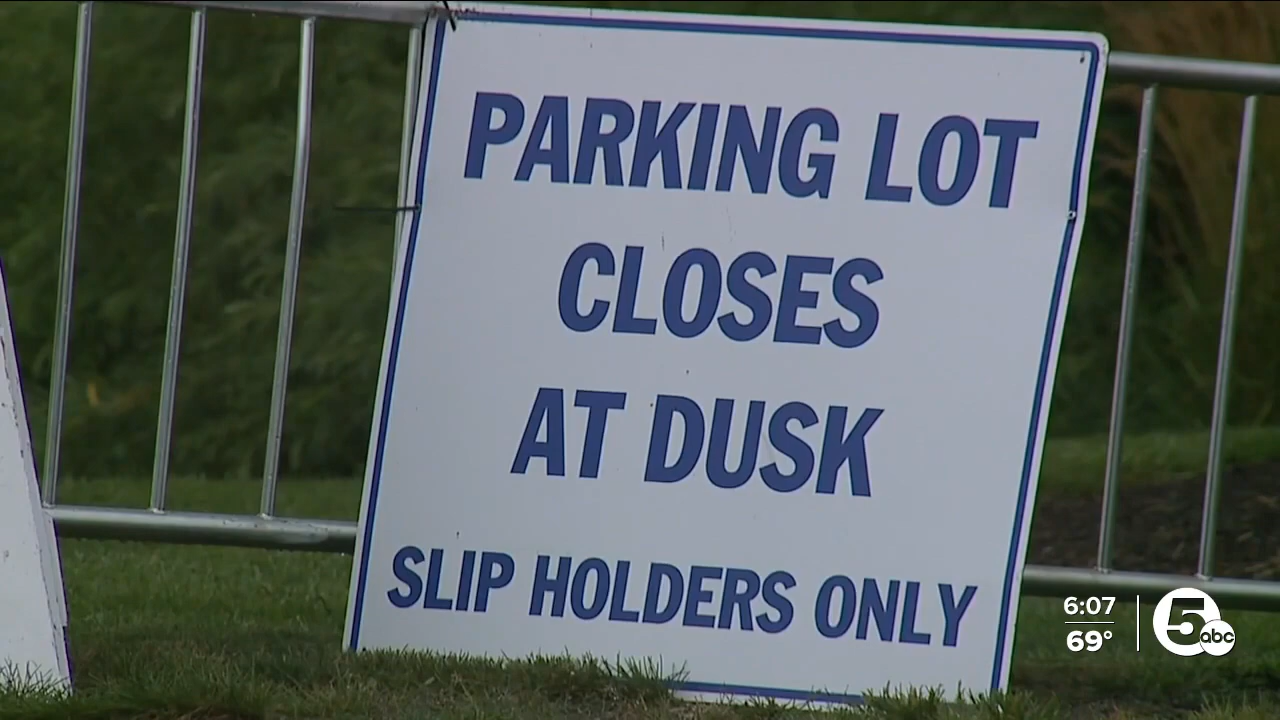 PARKING LOT
CLOSES
AT DUSK
SLIP HOLDERS ONLY
6:07
69°
5 abc